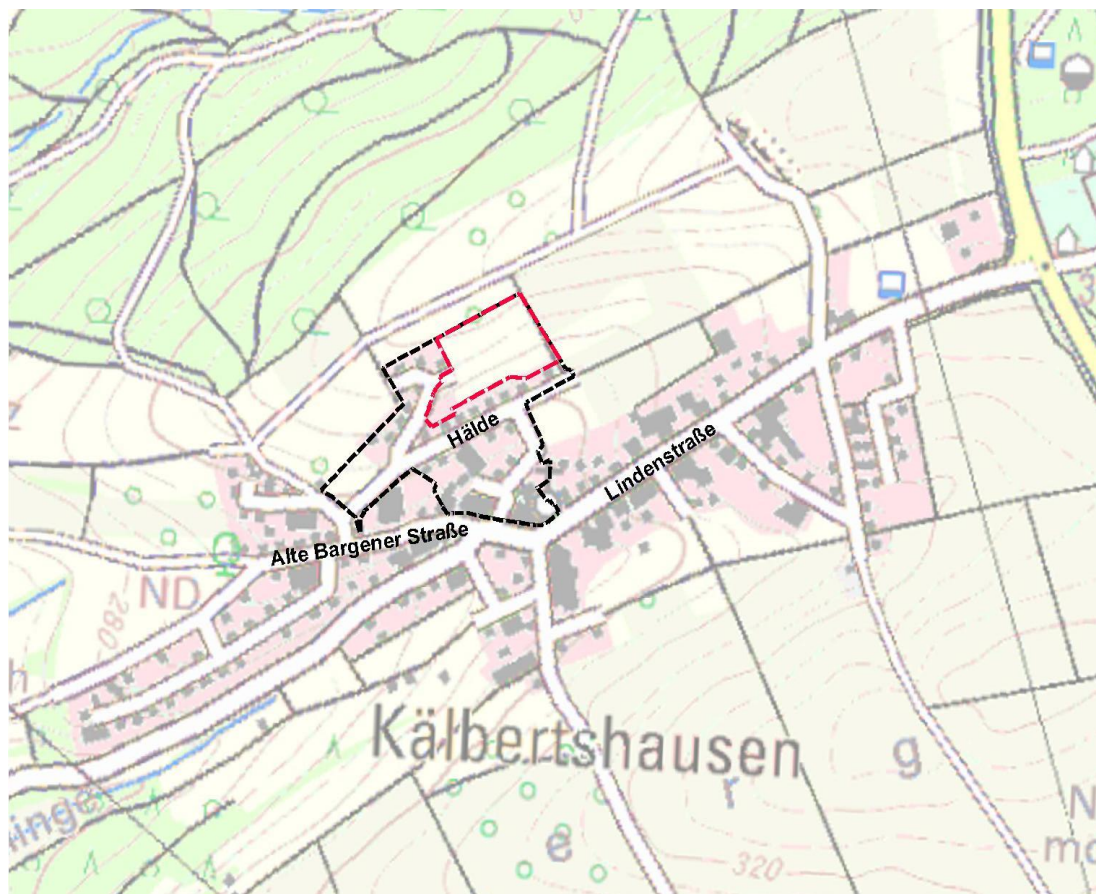 Hälde
Lindenstraße
Alte Bargener Straße
ND
280
Kälbertshausen
g
r
e
320